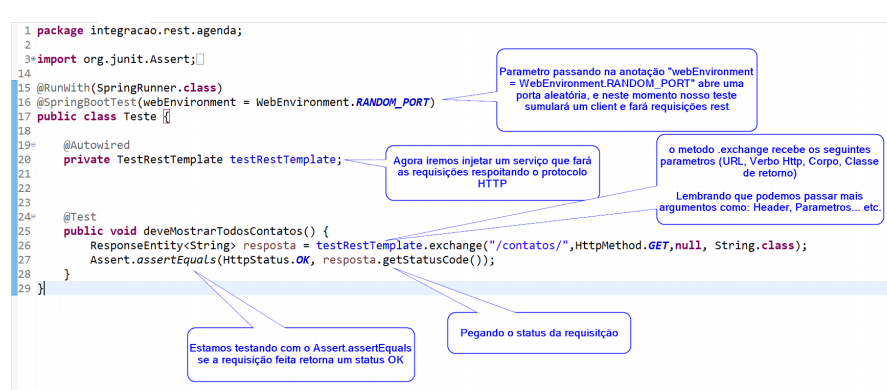 1 package integracao.rest.agenda;
2
3 import org.junit.Assert;
14
15 @RunWith(SpringRunner.class)
16 @SpringBootTest(webEnvironment = WebEnvironment.RANDOM_PORT)
17 public class Teste {
18
19 @Autowired
20 private TestRestTemplate testRestTemplate;
21
22
23
24 @Test
25 public void deveMostrarTodosContatos() {
26 ResponseEntity<String> resposta = testRestTemplate.exchange("/contatos/",HttpMethod.GET,null, String.class);
27 Assert.assertEquals(HttpStatus.OK, resposta.getStatusCode());
28 }
29 }
Parametro passando na anotação "webEnvironment
= WebEnvironment.RANDOM_PORT" abre uma
porta aleatória, e neste momento nosso teste
sumulará um client e fará requisições rest
Agora iremos injetar um serviço que fará
as requisições respoitando o protocolo
HTTP
o metodo .exchange recebe os seguintes
parametros (URL, Verbo Http, Corpo, Classe
de retorno)
Lembrando que podemos passar mais
argumentos como: Header, Parametros... etc.
Estamos testando com o Assert.assertEquals
se a requisição feita retorna um status OK
Pegando o status da requisitção